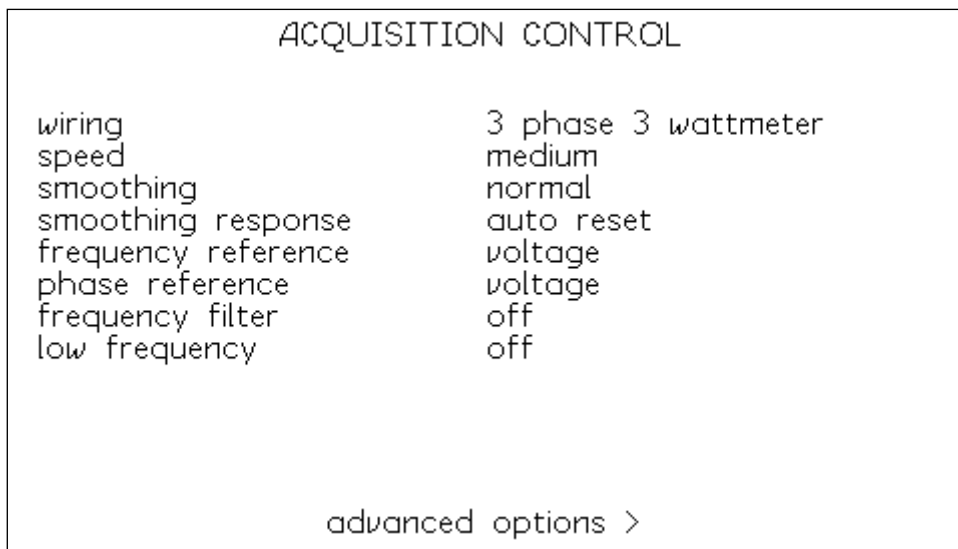 ACQUISITION CONTROL
wiring 3 phase 3 wattmeter
speed medium
smoothing normal
smoothing response auto reset
frequency reference voltage
phase reference voltage
frequency filter off
low frequency off
advanced options >